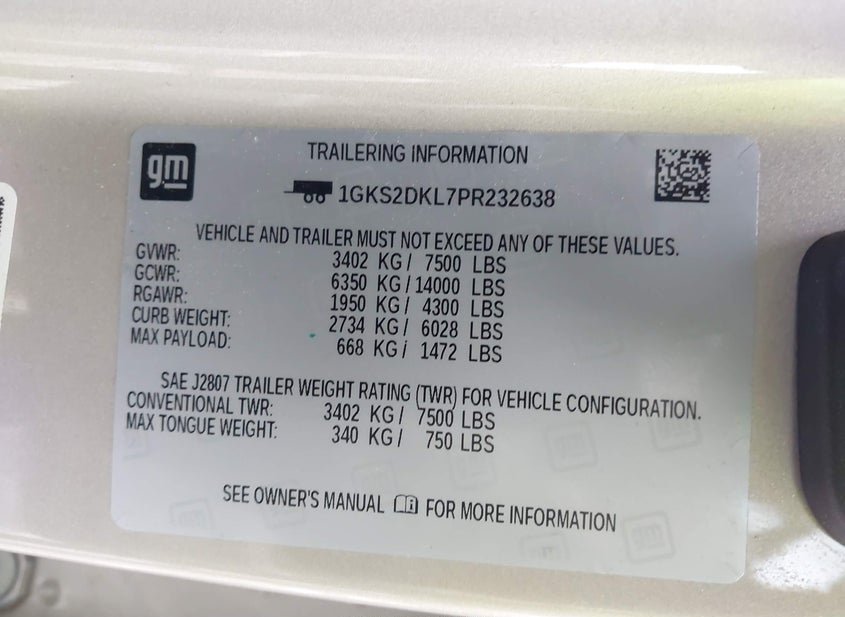 gm
TRAILERING INFORMATION
1GKS2DKL7PR232638
VEHICLE AND TRAILER MUST NOT EXCEED ANY OF THESE VALUES.
GVWR: 3402 KG/ 7500 LBS
GCWR: 6350 KG/14000 LBS
RGAWR: 1950 KG/ 4300 LBS
CURB WEIGHT: 2734 KG/ 6028 LBS
MAX PAYLOAD: 668 KG/ 1472 LBS
SAE J2807 TRAILER WEIGHT RATING (TWR) FOR VEHICLE CONFIGURATION.
CONVENTIONAL TWR: 3402 KG/ 7500 LBS
MAX TONGUE WEIGHT: 340 KG/ 750 LBS
SEE OWNER'S MANUAL FOR MORE INFORMATION